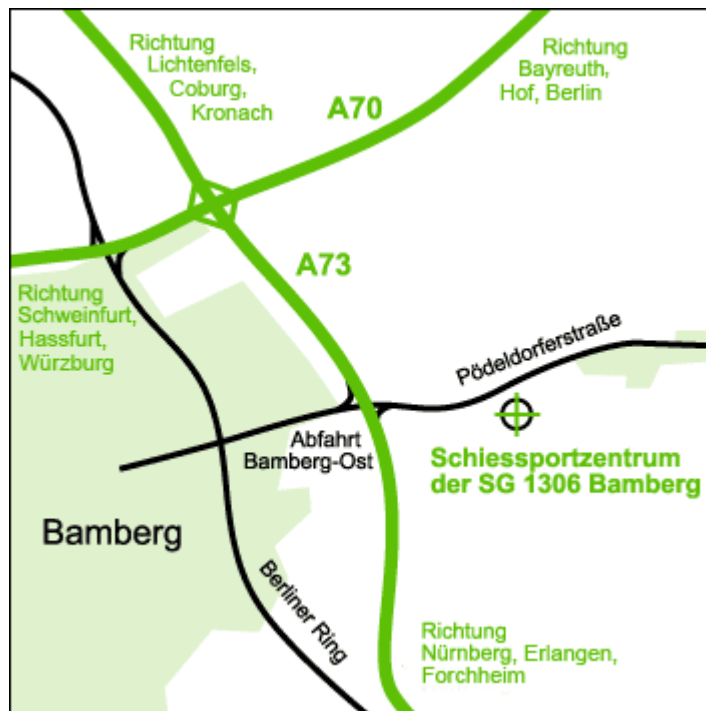 Richtung
Lichtenfels,
Coburg,
Kronach
Richtung
Bayreuth,
Hof, Berlin
A70
A73
Richtung
Schweinfurt,
Hassfurt,
Würzburg
Pödeldorferstraße
Abfahrt
Bamberg-Ost
Schiessportzentrum
der SG 1306 Bamberg
Bamberg
Berliner Ring
Richtung
Nürnberg, Erlangen,
Forchheim